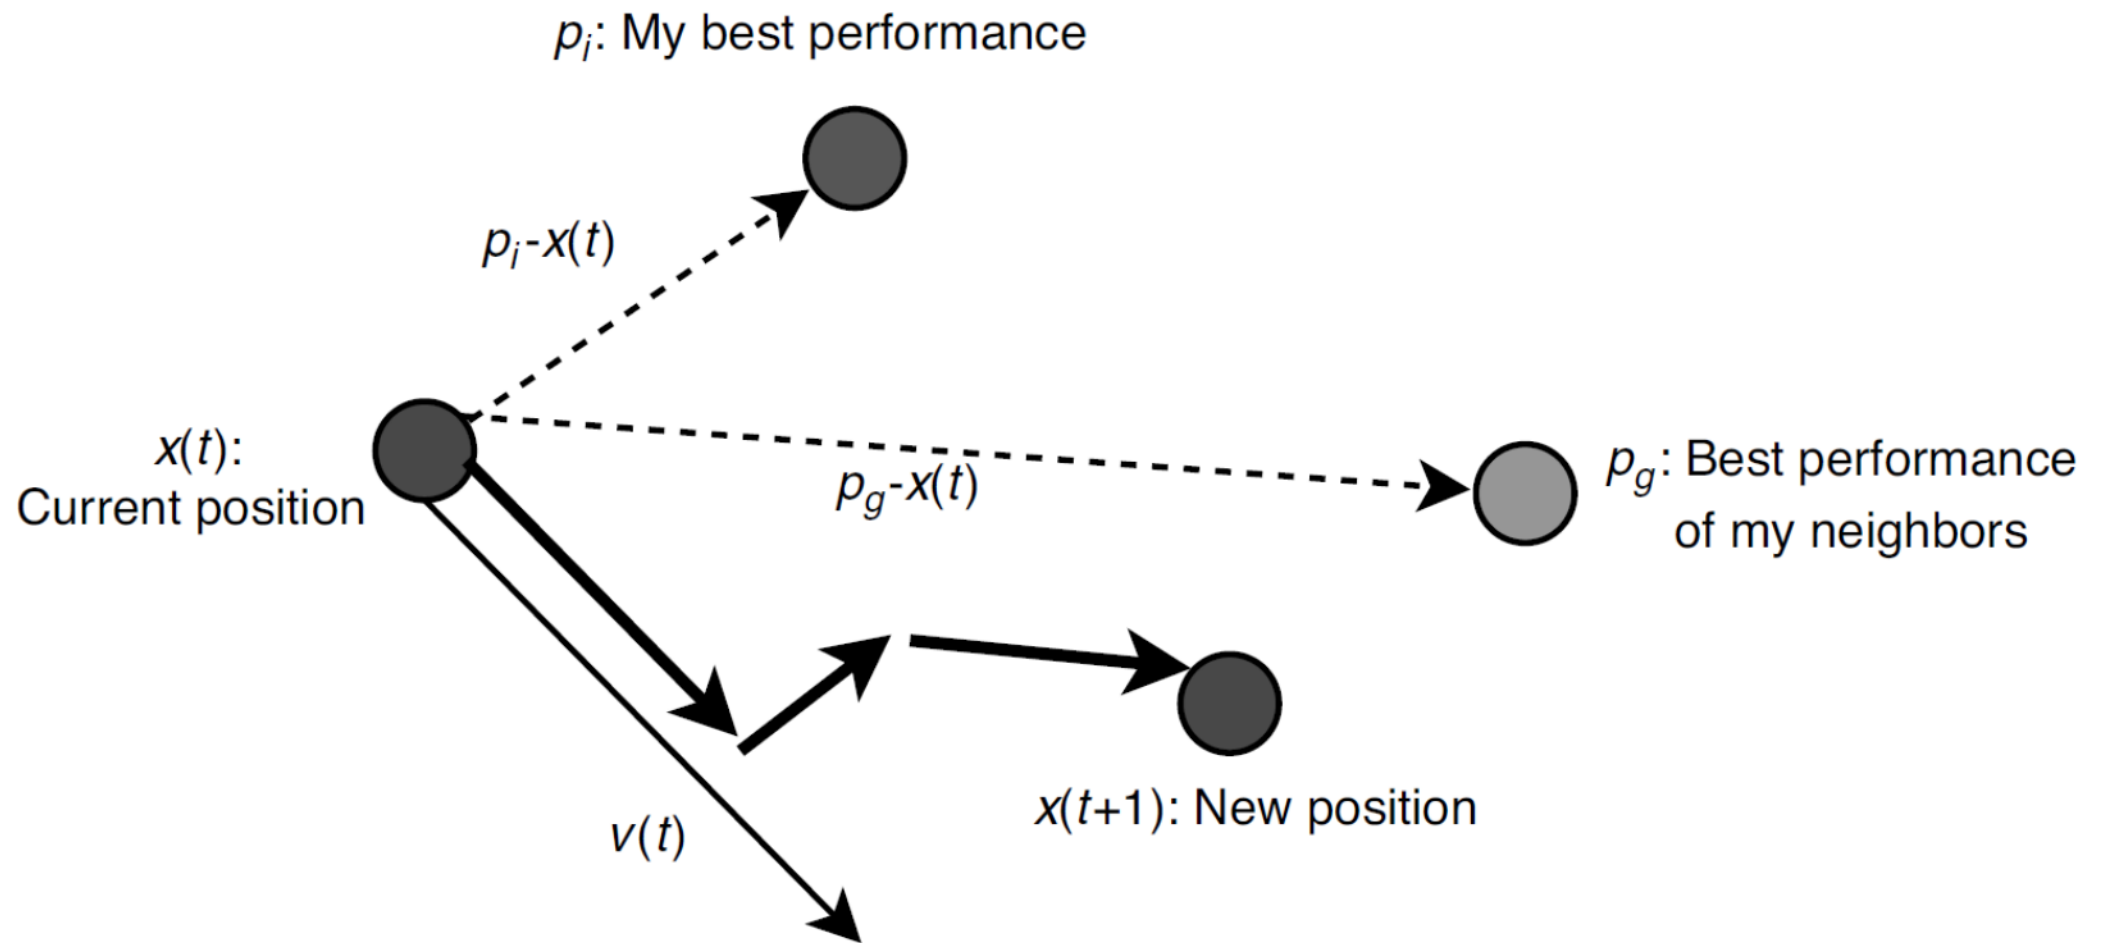 pi: My best performance
pi-x(t)
x(t):
Current position
pg-x(t)
pg: Best performance
of my neighbors
v(t)
x(t+1): New position